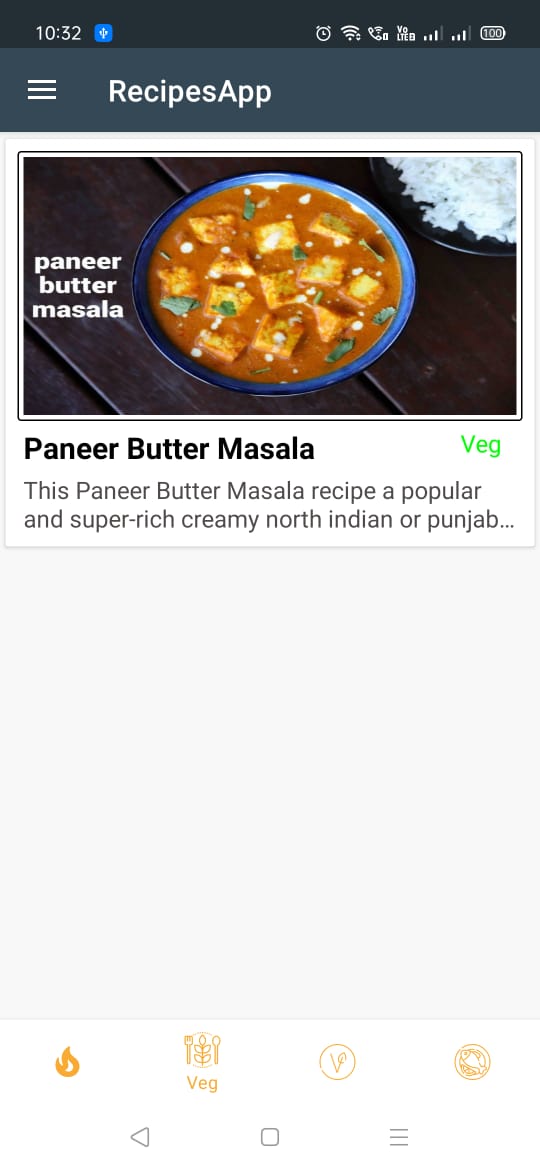 10:32
Vo
LTE
100
RecipesApp
paneer
butter
masala
Paneer Butter Masala
Veg
This Paneer Butter Masala recipe a popular
and super-rich creamy north indian or punjab...
Veg